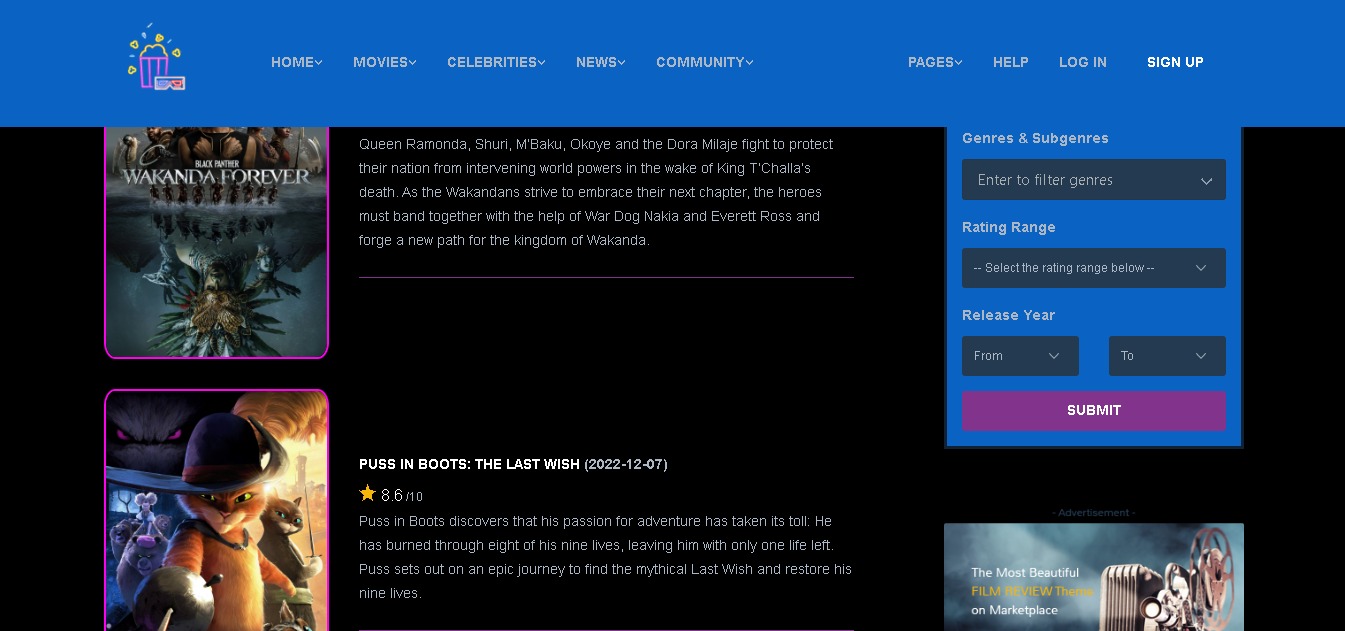 HOME
MOVIES
CELEBRITIES
NEWS
COMMUNITY
PAGES
HELP
LOG IN
SIGN UP
BLACK PANTHER
WAKANDA FOREVER
Queen Ramonda, Shuri, M'Baku, Okoye and the Dora Milaje fight to protect
their nation from intervening world powers in the wake of King T'Challa's
death. As the Wakandans strive to embrace their next chapter, the heroes
must band together with the help of War Dog Nakia and Everett Ross and
forge a new path for the kingdom of Wakanda.
PUSS IN BOOTS: THE LAST WISH (2022-12-07)
8.6 /10
Puss in Boots discovers that his passion for adventure has taken its toll: He
has burned through eight of his nine lives, leaving him with only one life left.
Puss sets out on an epic journey to find the mythical Last Wish and restore his
nine lives.
Genres & Subgenres
Enter to filter genres
Rating Range
-- Select the rating range below --
Release Year
From
To
SUBMIT
- Advertisement -
The Most Beautiful
FILM REVIEW Theme
on Marketplace